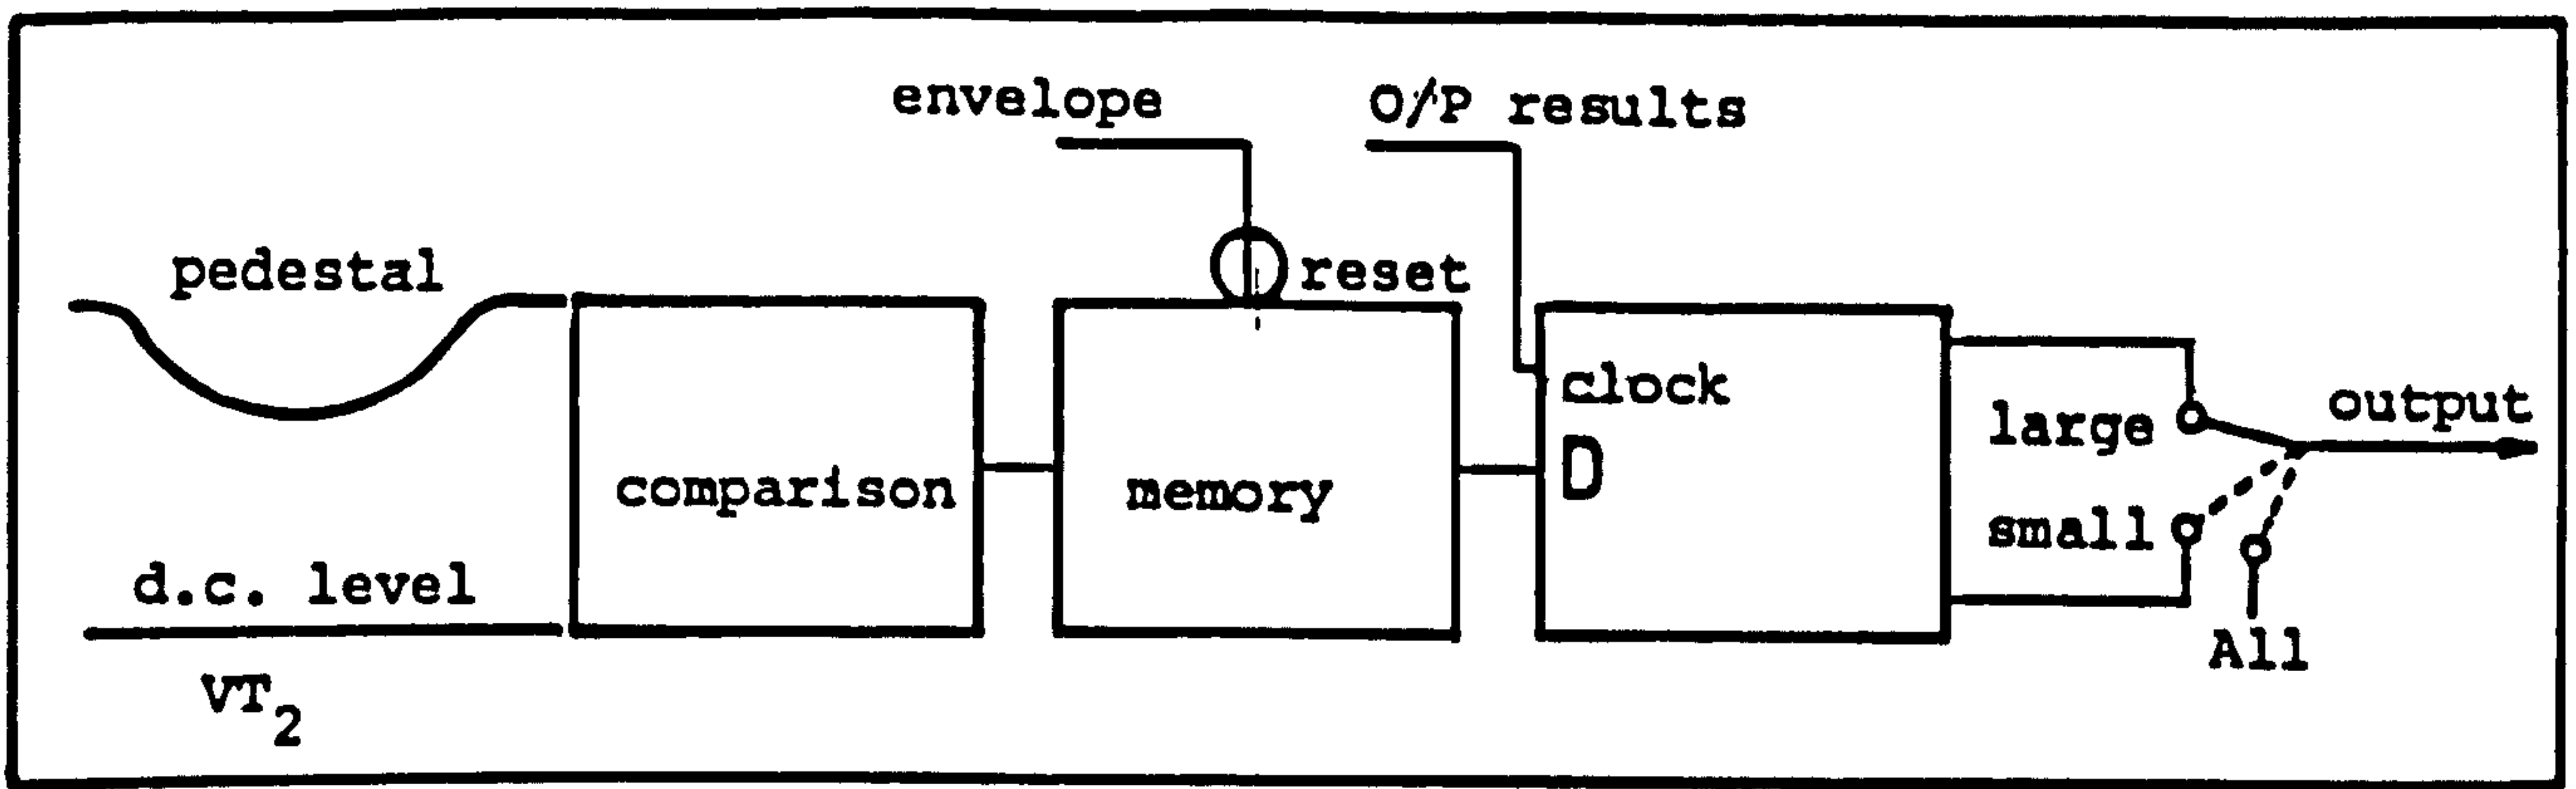 envelope
O/P results
pedestal
reset
clock
large
output
D
comparison
memory
small
d.c. level
All
VT2